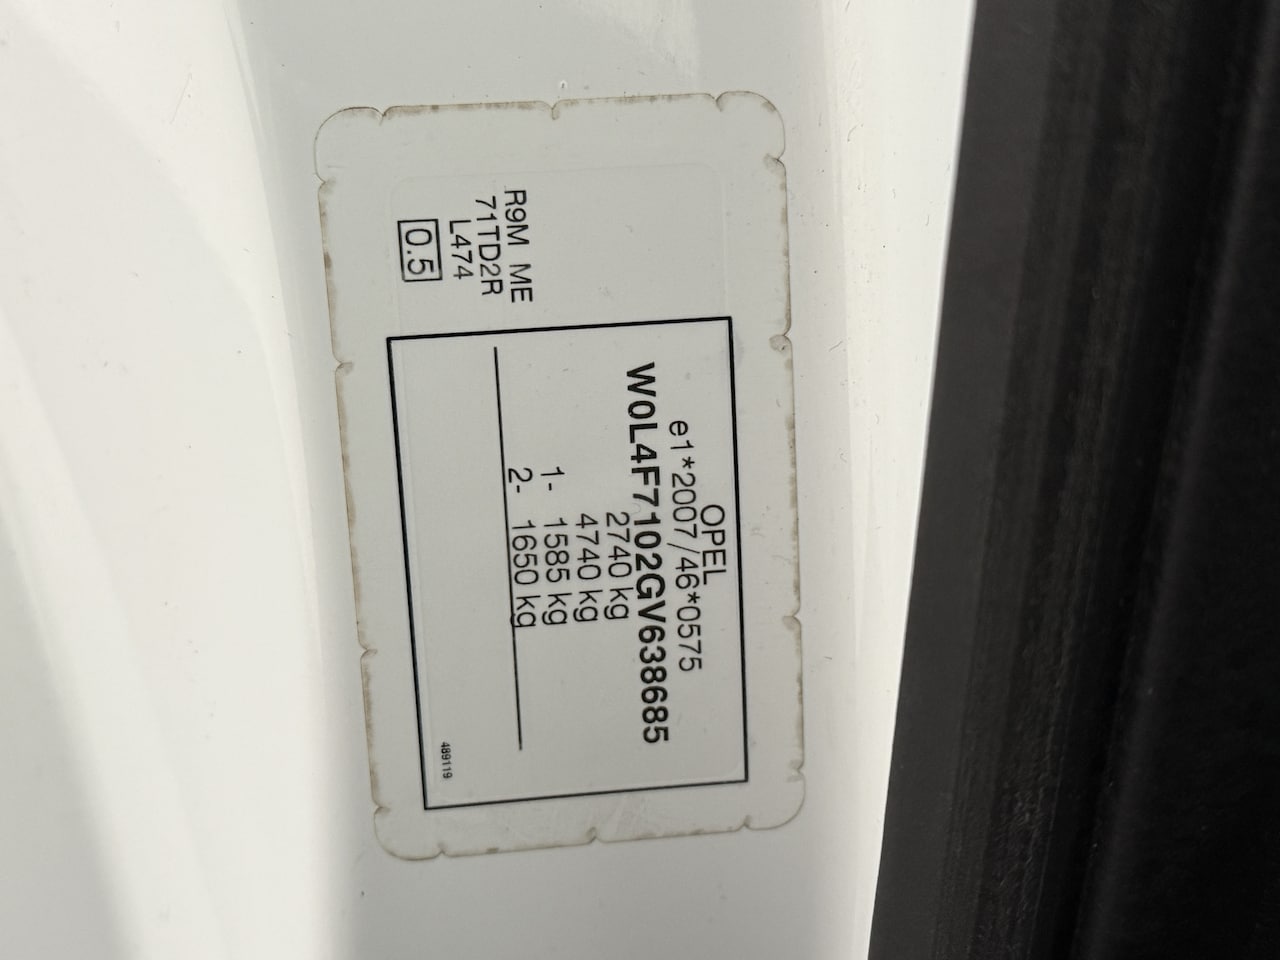 OPEL
e1*2007/46*0575
W0L4F7102GV638685
2740 kg
4740 kg
1- 1585 kg
2- 1650 kg
489119
R9M ME
71TD2R
L474
0.5